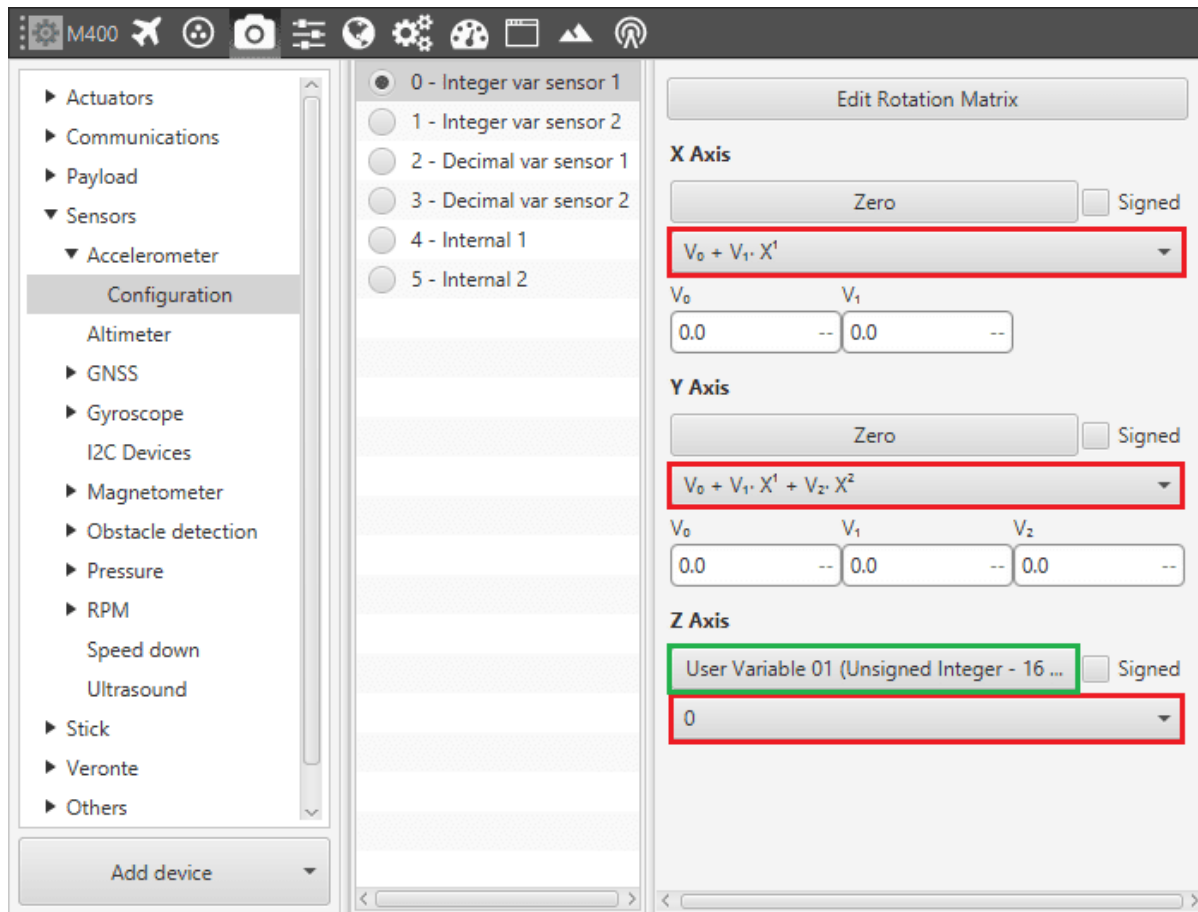 M400
Actuators
Communications
Payload
Sensors
Accelerometer
Configuration
Altimeter
GNSS
Gyroscope
I2C Devices
Magnetometer
Obstacle detection
Pressure
RPM
Speed down
Ultrasound
Stick
Veronte
Others
Add device
0 - Integer var sensor 1
1 - Integer var sensor 2
2 - Decimal var sensor 1
3 - Decimal var sensor 2
4 - Internal 1
5 - Internal 2
Edit Rotation Matrix
X Axis
Zero Signed
V₀ + V₁· X¹
V₀ V₁
0.0 -- 0.0 --
Y Axis
Zero Signed
V₀ + V₁· X¹ + V₂· X²
V₀ V₁ V₂
0.0 -- 0.0 -- 0.0 --
Z Axis
User Variable 01 (Unsigned Integer - 16 ... Signed
0